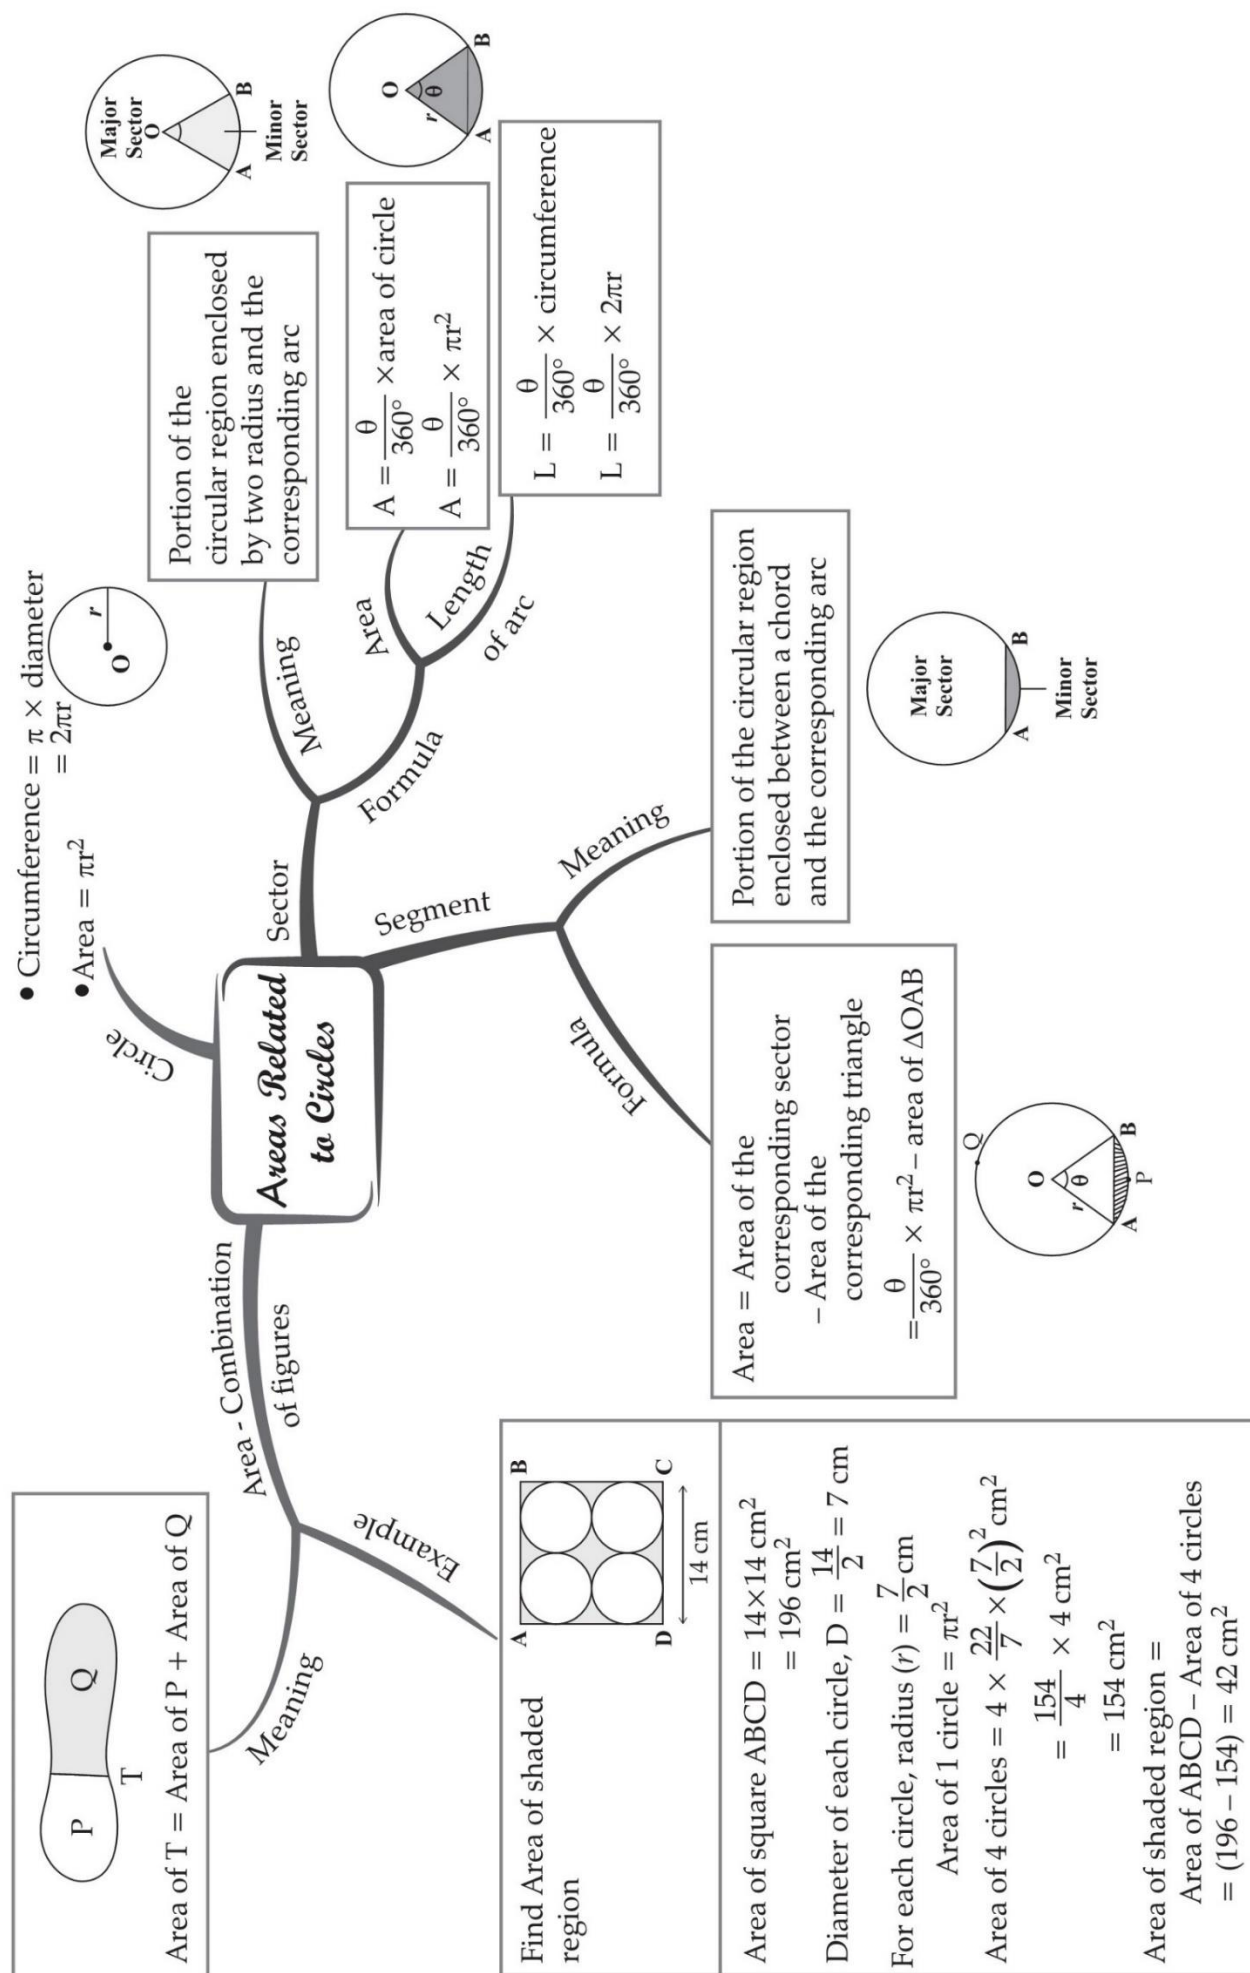 Areas Related
to Circles
Circle
• Circumference = π × diameter
= 2πr
• Area = πr²
O
r
Sector
Meaning
Portion of the
circular region enclosed
by two radius and the
corresponding arc
Major
Sector
O
A
B
Minor
Sector
Formula
Area
A = θ/360° ×area of circle
A = θ/360° × πr²
Length
of arc
L = θ/360° × circumference
L = θ/360° × 2πr
O
r
θ
A
B
Segment
Meaning
Portion of the circular region
enclosed between a chord
and the corresponding arc
Major
Sector
A
B
Minor
Sector
Formula
Area = Area of the
corresponding sector
– Area of the
corresponding triangle
= θ/360° × πr² – area of ΔOAB
Q
O
r
θ
A
B
P
Area - Combination
of figures
Meaning
P
Q
T
Area of T = Area of P + Area of Q
Example
Find Area of shaded
region
A
B
D
C
14 cm
Area of square ABCD = 14×14 cm²
= 196 cm²
Diameter of each circle, D = 14/2 = 7 cm
For each circle, radius (r) = 7/2 cm
Area of 1 circle = πr²
Area of 4 circles = 4 × 22/7 × (7/2)² cm²
= 154/4 × 4 cm²
= 154 cm²
Area of shaded region =
Area of ABCD – Area of 4 circles
= (196 – 154) = 42 cm²